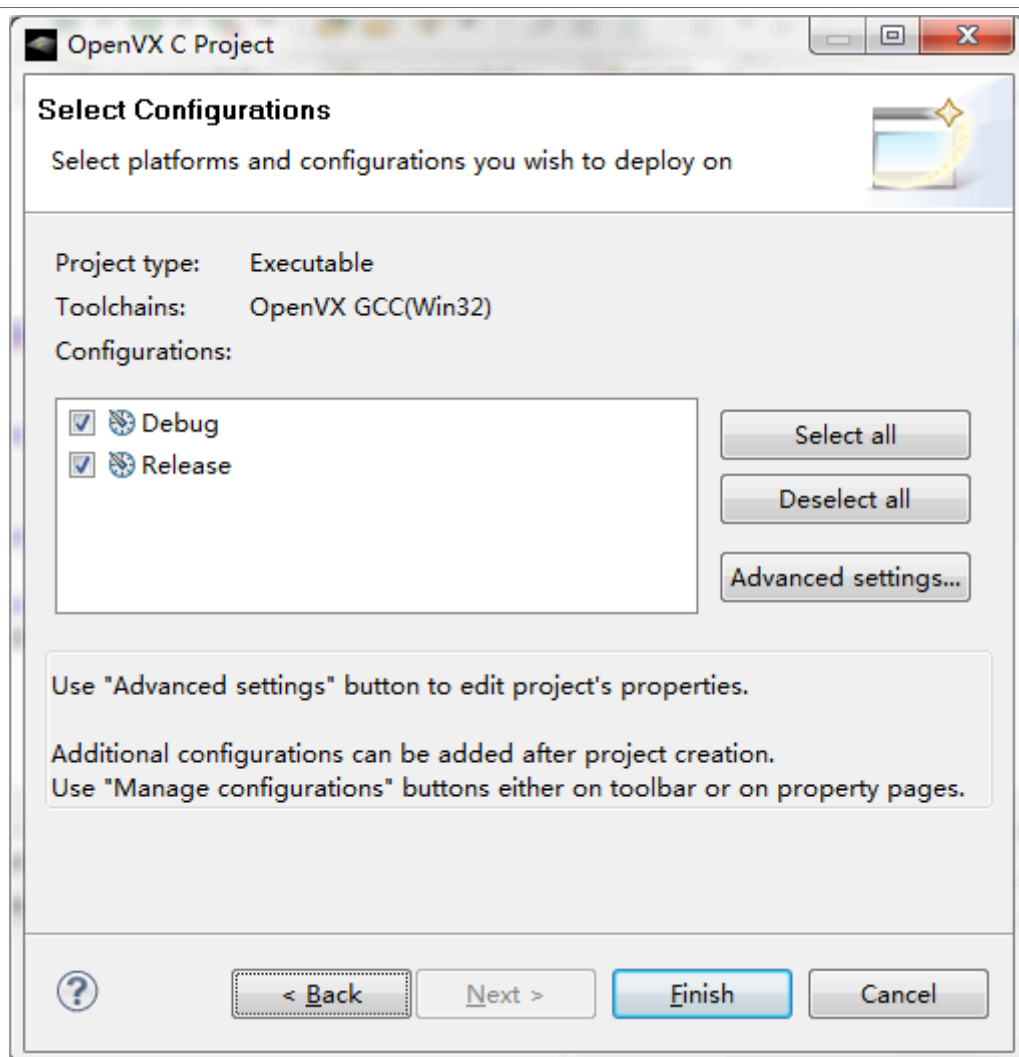 OpenVX C Project
Select Configurations
Select platforms and configurations you wish to deploy on
Project type: Executable
Toolchains: OpenVX GCC(Win32)
Configurations:
Debug
Release
Select all
Deselect all
Advanced settings...
Use "Advanced settings" button to edit project's properties.
Additional configurations can be added after project creation.
Use "Manage configurations" buttons either on toolbar or on property pages.
? < Back Next > Finish Cancel